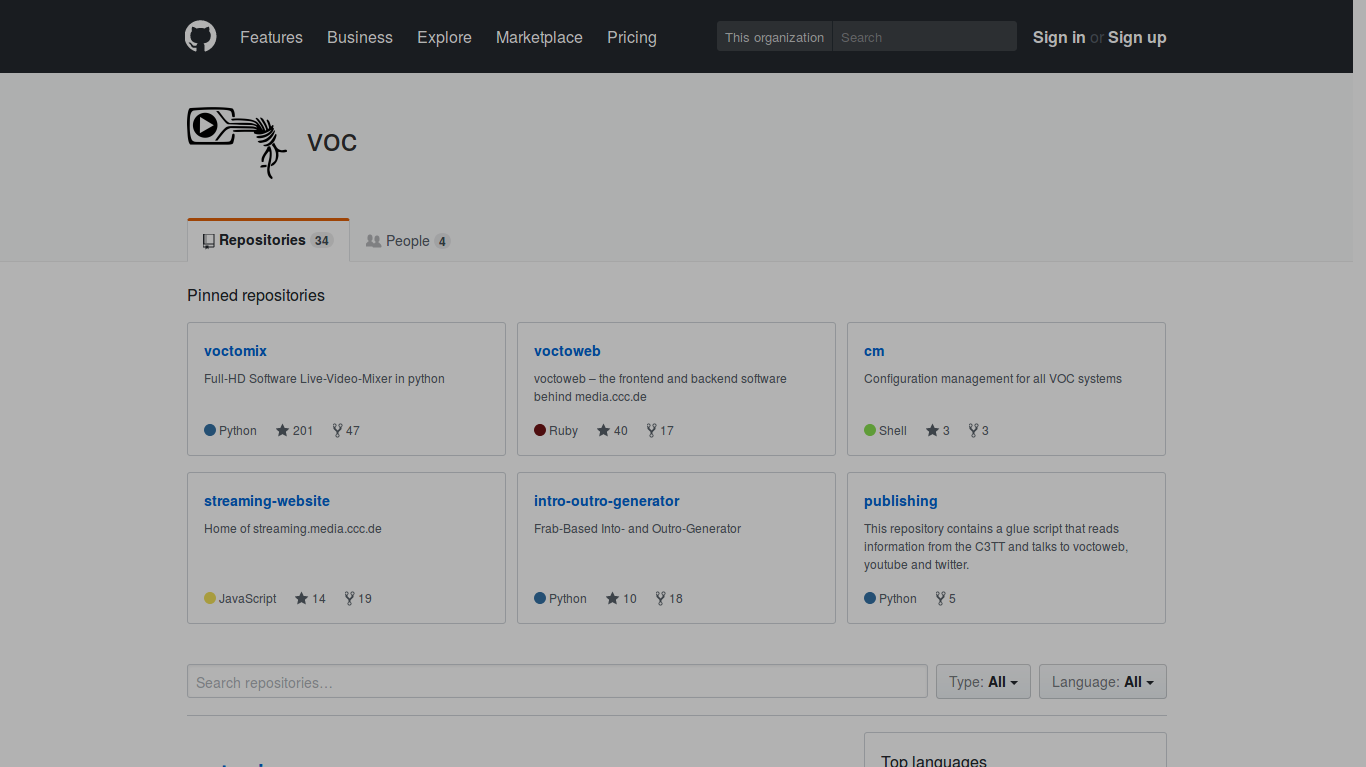 Features Business Explore Marketplace Pricing This organization Search Sign in or Sign up
voc
Repositories 34 People 4
Pinned repositories
voctomix
Full-HD Software Live-Video-Mixer in python
Python 201 47
voctoweb
voctoweb – the frontend and backend software
behind media.ccc.de
Ruby 40 17
cm
Configuration management for all VOC systems
Shell 3 3
streaming-website
Home of streaming.media.ccc.de
JavaScript 14 19
intro-outro-generator
Frab-Based Into- and Outro-Generator
Python 10 18
publishing
This repository contains a glue script that reads
information from the C3TT and talks to voctoweb,
youtube and twitter.
Python 5
Search repositories… Type: All Language: All
Top languages